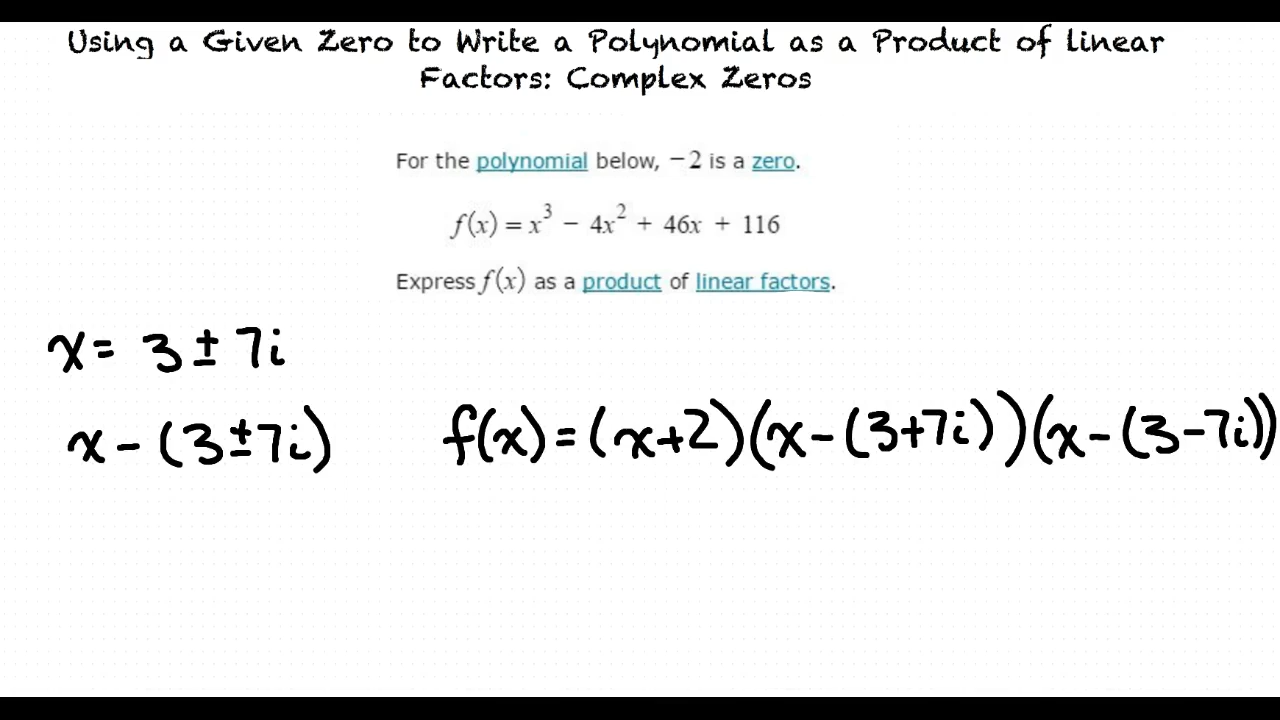 Using a Given Zero to Write a Polynomial as a Product of linear
Factors: Complex Zeros
For the polynomial below, −2 is a zero.
f(x) = x³ − 4x² + 46x + 116
Express f(x) as a product of linear factors.
x = 3 ± 7i
x − (3 ± 7i)
f(x) = (x+2)(x−(3+7i))(x−(3−7i))